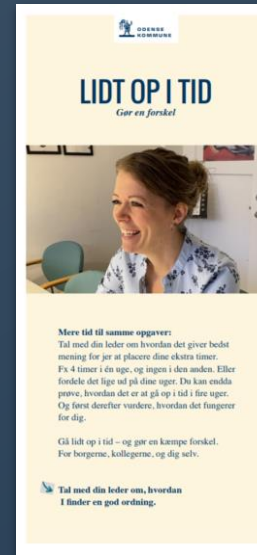 ODENSE
KOMMUNE
LIDT OP I TID
Gør en forskel
Mere tid til samme opgaver:
Tal med din leder om hvordan det giver bedst
mening for jer at placere dine ekstra timer.
Fx 4 timer i én uge, og ingen i den anden. Eller
fordele det lige ud på dine uger. Du kan endda
prøve, hvordan det er at gå op i tid i fire uger.
Og først derefter vurdere, hvordan det fungerer
for dig.
Gå lidt op i tid – og gør en kæmpe forskel.
For borgerne, kollegerne, og dig selv.
Tal med din leder om, hvordan
I finder en god ordning.